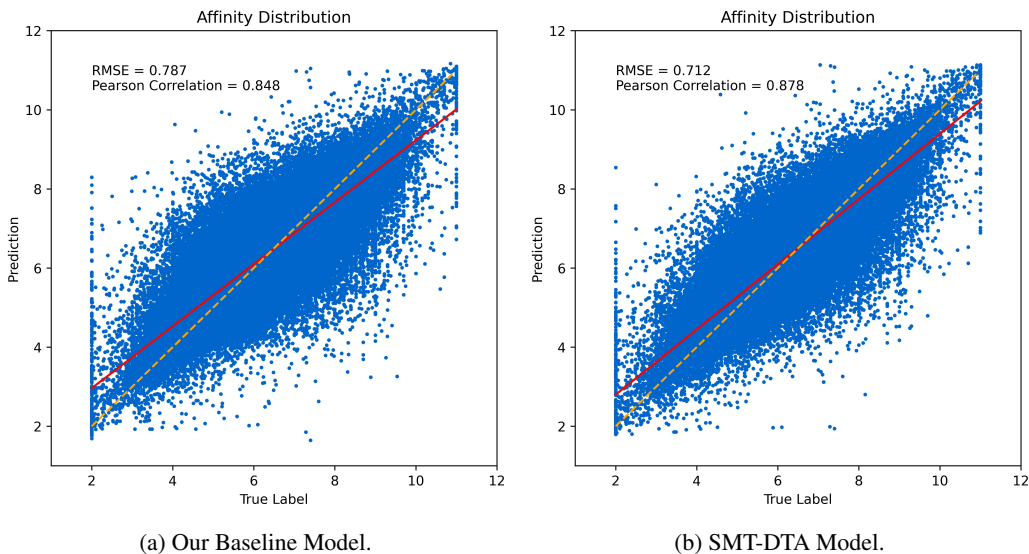 Affinity Distribution
12
RMSE = 0.787
Pearson Correlation = 0.848
10
8
6
4
2
Prediction
2 4 6 8 10 12
True Label
(a) Our Baseline Model.
Affinity Distribution
12
RMSE = 0.712
Pearson Correlation = 0.878
10
8
6
4
2
Prediction
2 4 6 8 10 12
True Label
(b) SMT-DTA Model.